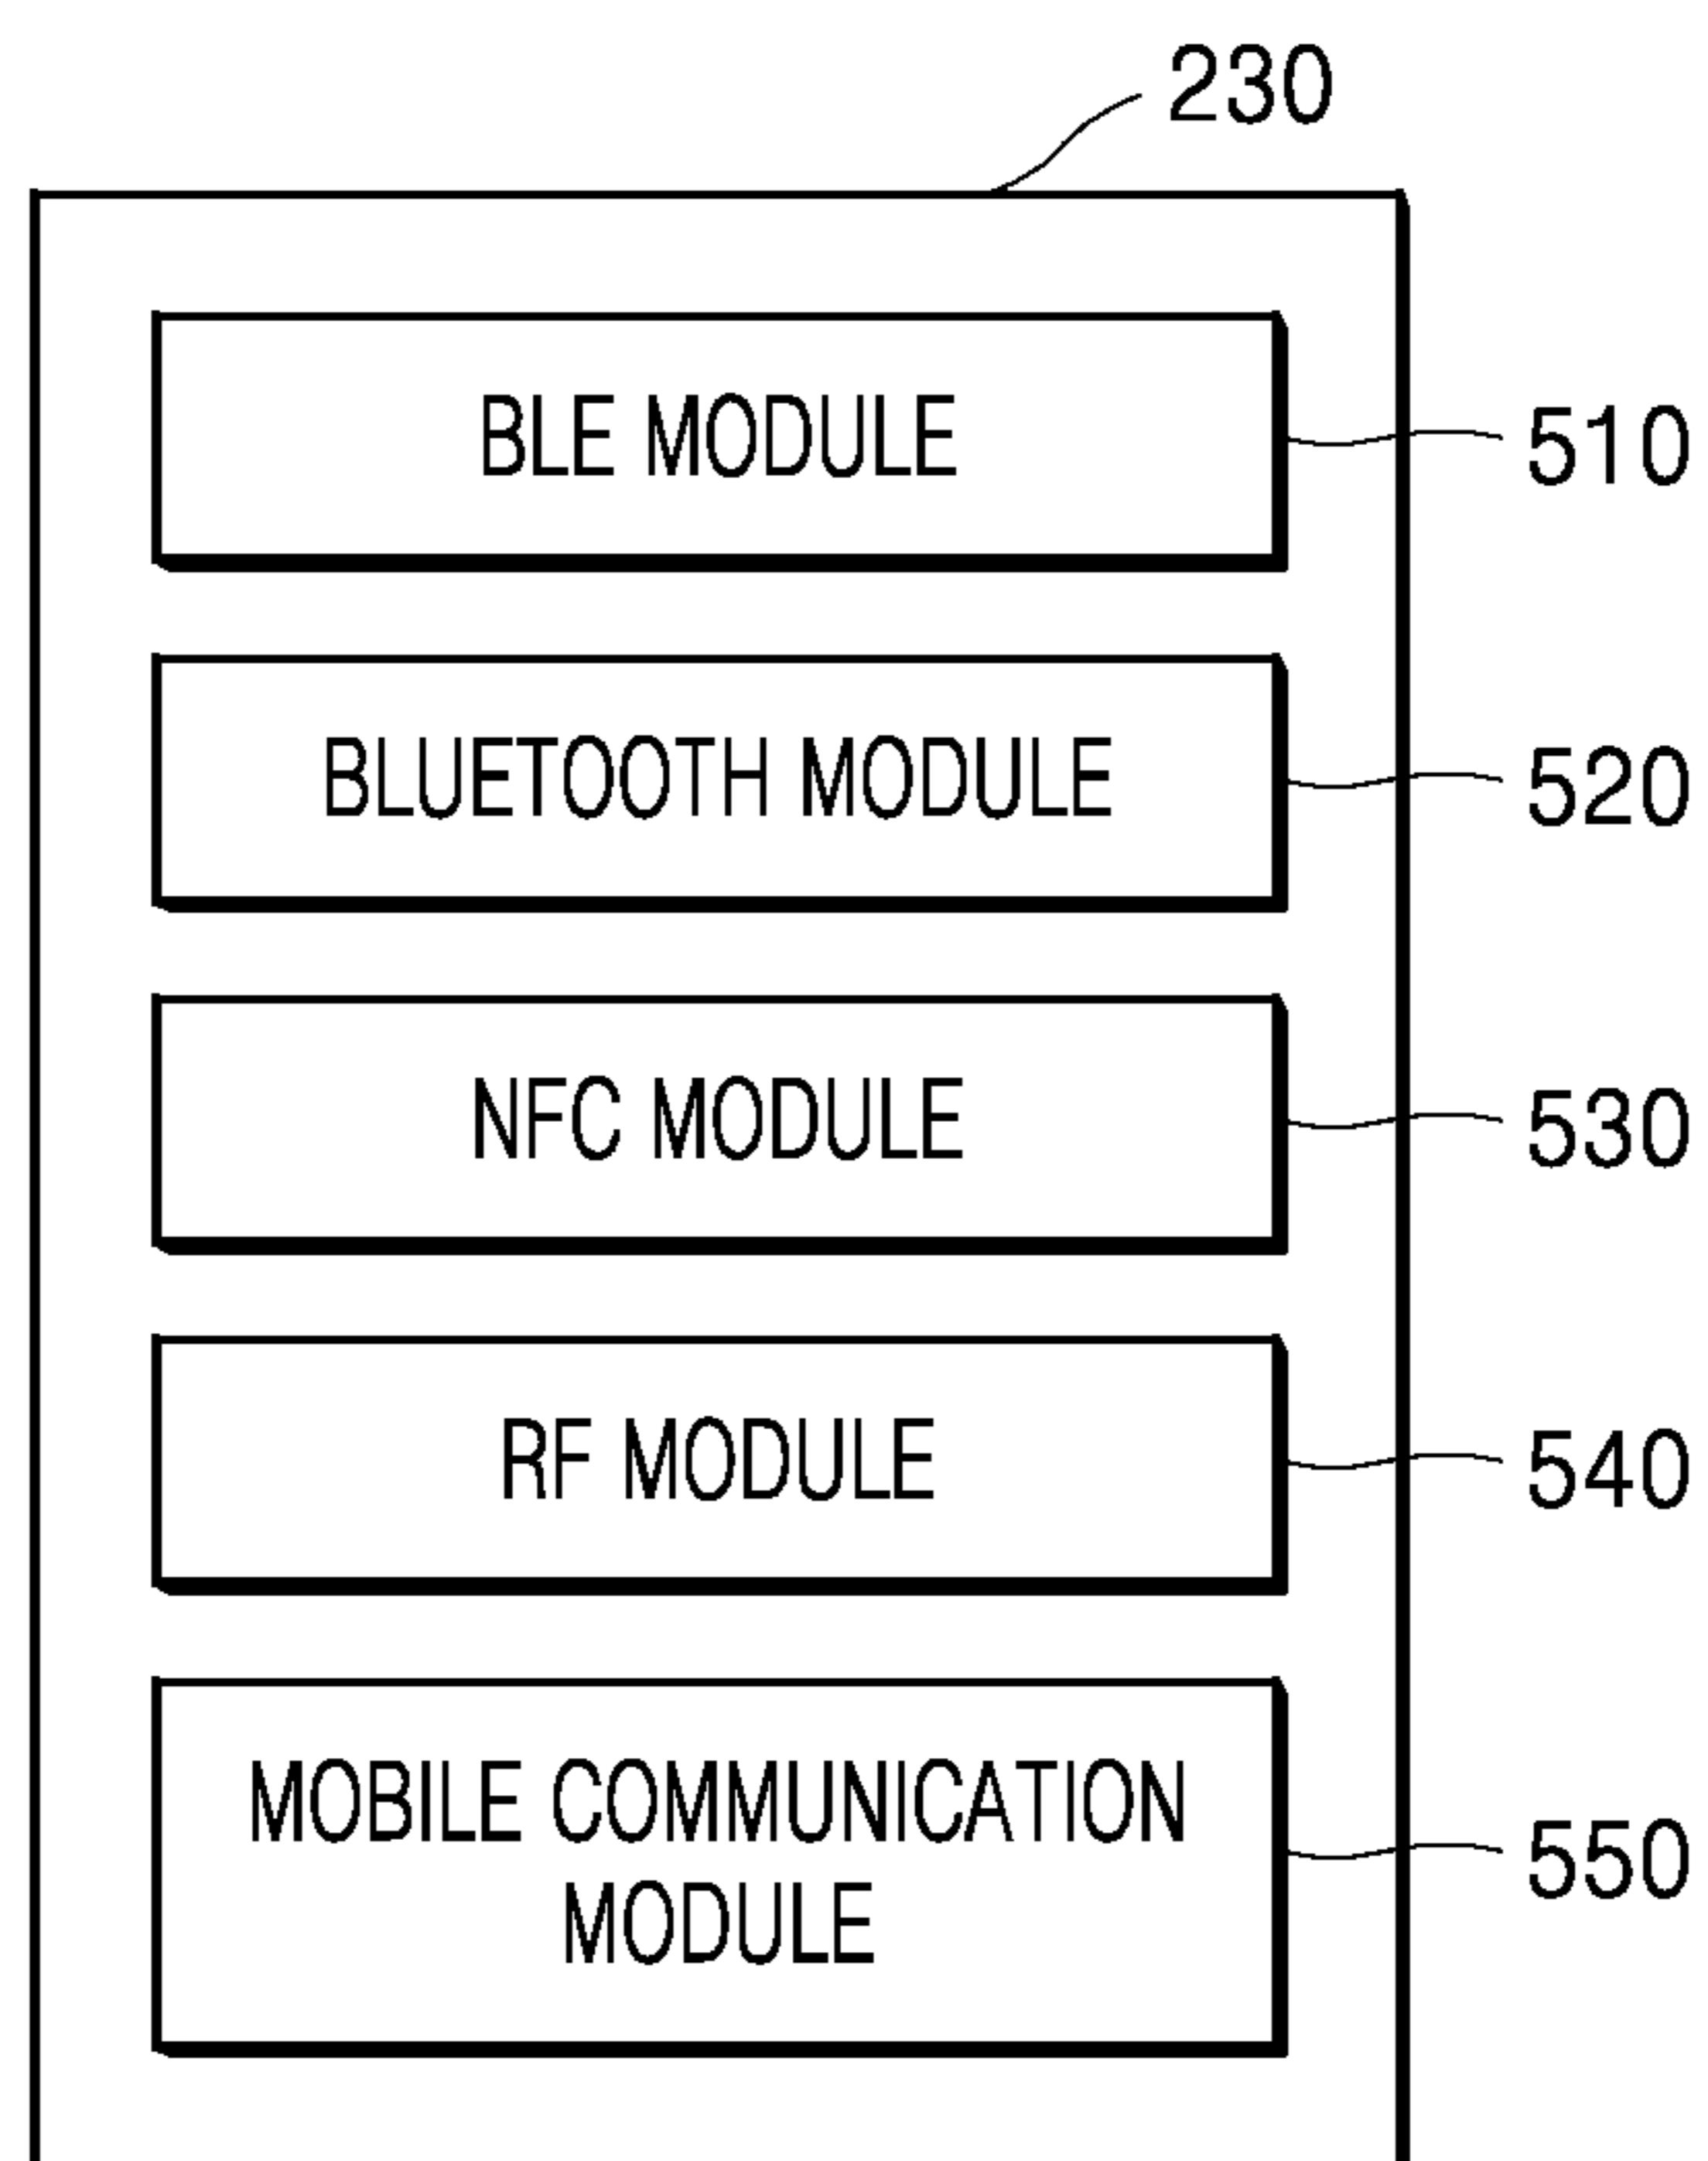 230
BLE MODULE
510
BLUETOOTH MODULE
520
NFC MODULE
530
RF MODULE
540
MOBILE COMMUNICATION
MODULE
550